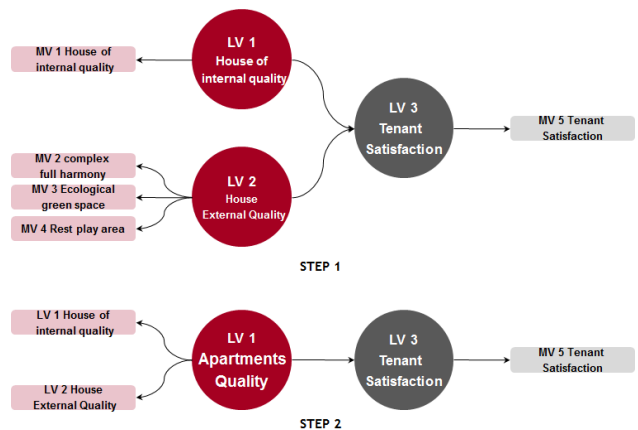 MV 1 House of
internal quality
LV 1
House of
internal quality
LV 3
Tenant
Satisfaction
MV 5 Tenant
Satisfaction
MV 2 complex
full harmony
MV 3 Ecological
green space
MV 4 Rest play area
LV 2
House
External Quality
STEP 1
LV 1 House of
internal quality
LV 2 House
External Quality
LV 1
Apartments
Quality
LV 3
Tenant
Satisfaction
MV 5 Tenant
Satisfaction
STEP 2